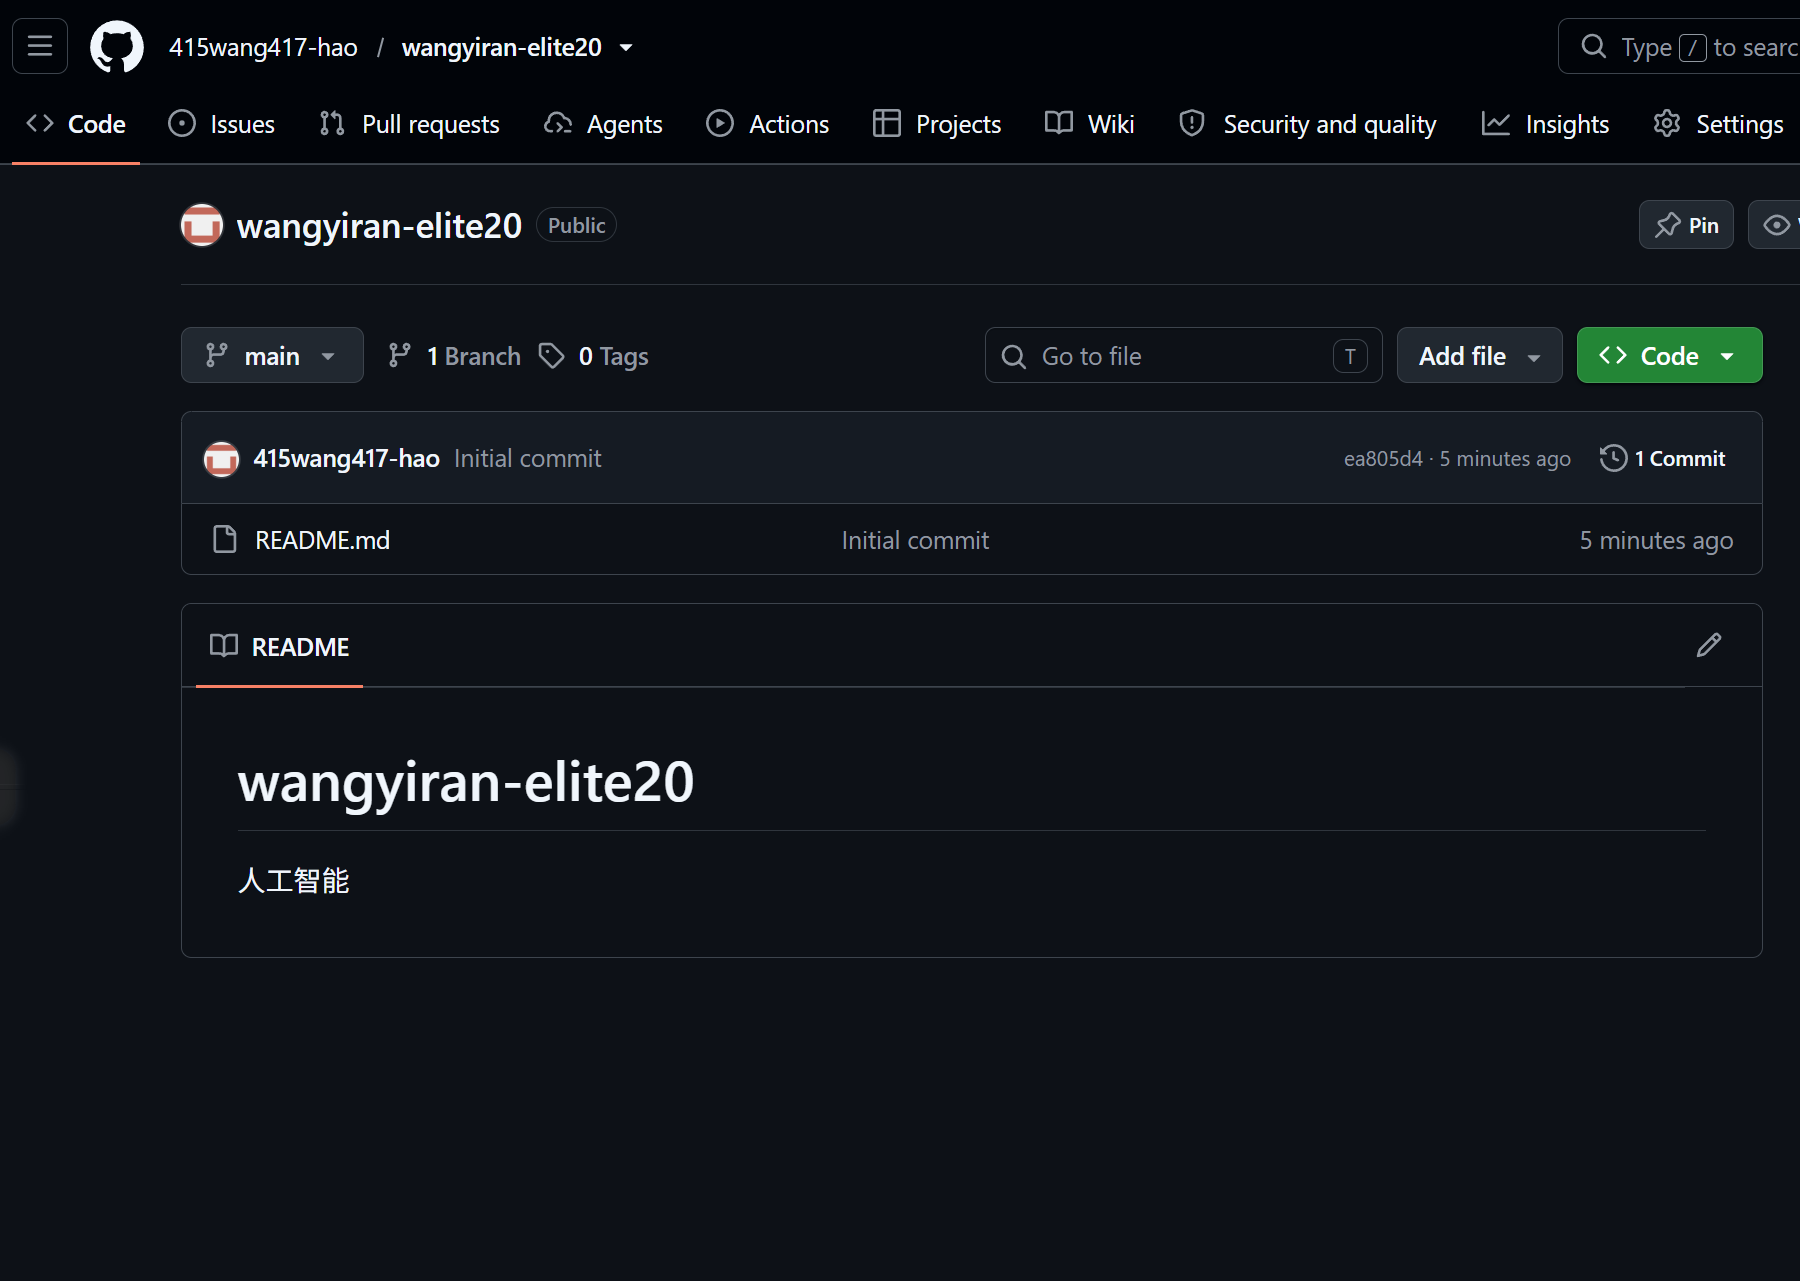 415wang417-hao / wangyiran-elite20
Type / to searc
Code Issues Pull requests Agents Actions Projects Wiki Security and quality Insights Settings
wangyiran-elite20 Public
Pin
main 1 Branch 0 Tags
Go to file T
Add file
Code
415wang417-hao Initial commit
ea805d4 · 5 minutes ago
1 Commit
README.md Initial commit 5 minutes ago
README
wangyiran-elite20
人工智能